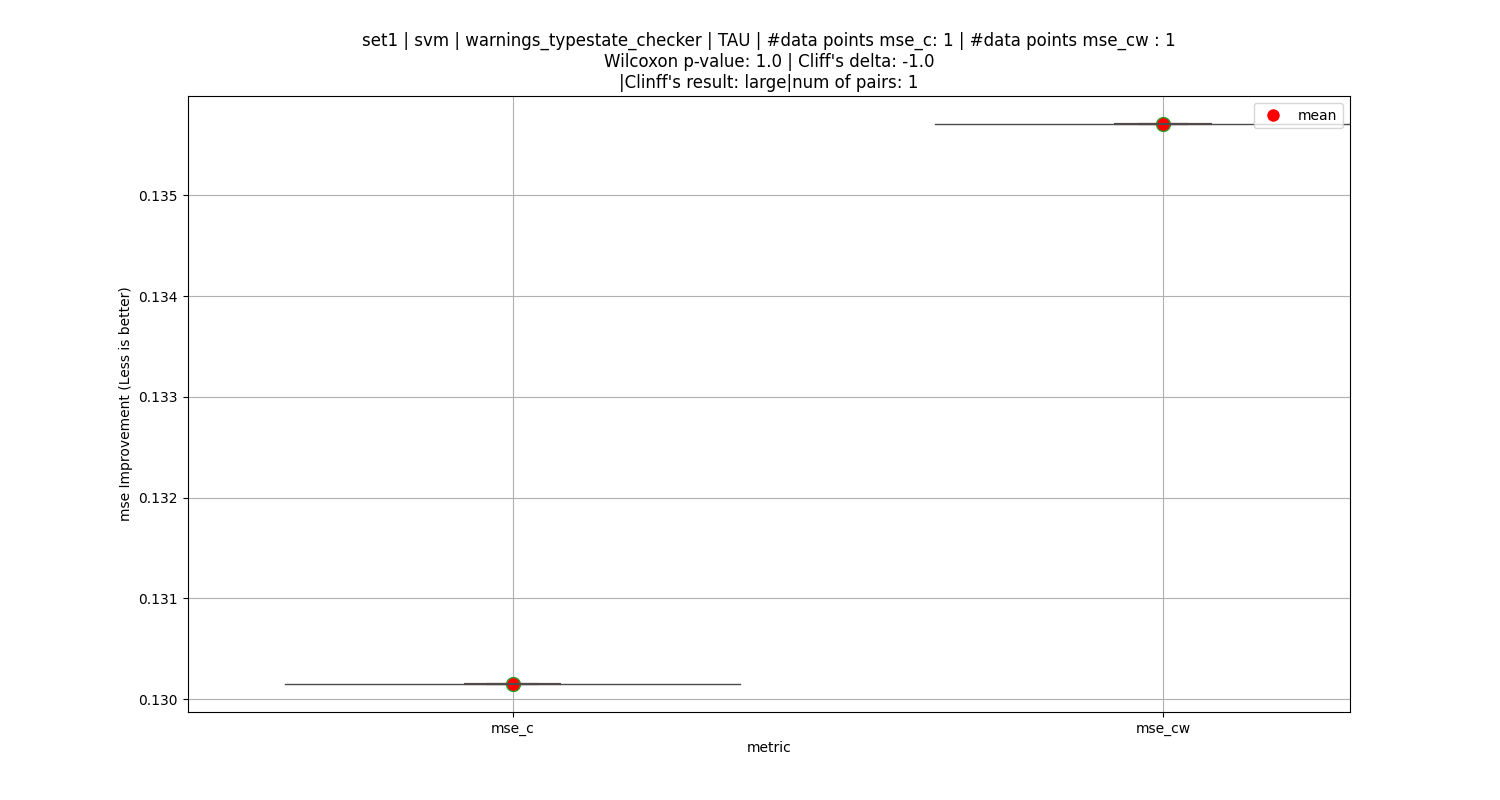 set1 | svm | warnings_typestate_checker | TAU | #data points mse_c: 1 | #data points mse_cw : 1
Wilcoxon p-value: 1.0 | Cliff's delta: -1.0
|Clinff's result: large|num of pairs: 1
mean
mse Improvement (Less is better)
0.135
0.134
0.133
0.132
0.131
0.130
mse_c
mse_cw
metric